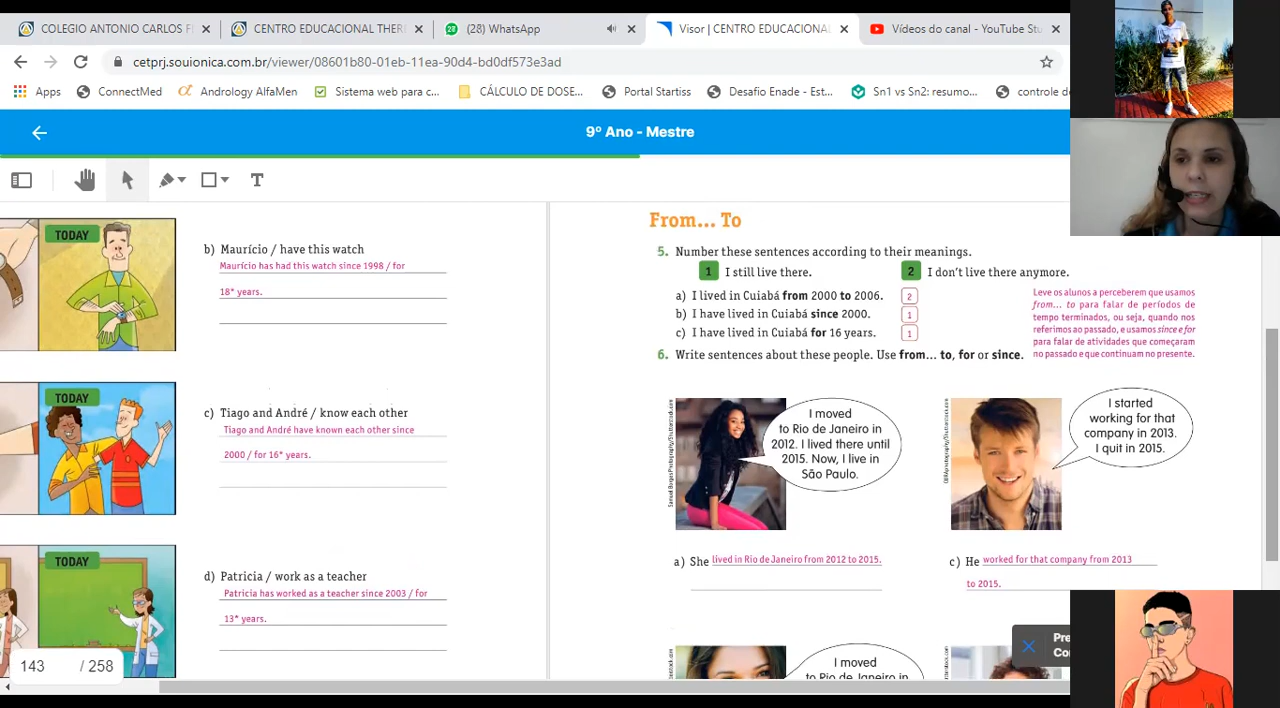 COLEGIO ANTONIO CARLOS F
CENTRO EDUCACIONAL THER
(28) WhatsApp
Visor | CENTRO EDUCACIONAL
Vídeos do canal - YouTube Stu
cetprj.souionica.com.br/viewer/08601b80-01eb-11ea-90d4-bd0df573e3ad
Apps
ConnectMed
Andrology AlfaMen
Sistema web para c...
CÁLCULO DE DOSE...
Portal Startiss
Desafio Enade - Est...
Sn1 vs Sn2: resumo...
controle d
9º Ano - Mestre
T
TODAY
b) Maurício / have this watch
Maurício has had this watch since 1998 / for
18* years.
TODAY
c) Tiago and André / know each other
Tiago and André have known each other since
2000 / for 16* years.
TODAY
d) Patricia / work as a teacher
Patricia has worked as a teacher since 2003 / for
13* years.
143 / 258
From... To
5. Number these sentences according to their meanings.
1 I still live there.
2 I don't live there anymore.
a) I lived in Cuiabá from 2000 to 2006. 2
b) I have lived in Cuiabá since 2000. 1
c) I have lived in Cuiabá for 16 years. 1
Leve os alunos a perceberem que usamos
from... to para falar de períodos de
tempo terminados, ou seja, quando nos
referimos ao passado, e usamos since e for
para falar de atividades que começaram
no passado e que continuam no presente.
6. Write sentences about these people. Use from... to, for or since.
I moved
to Rio de Janeiro in
2012. I lived there until
2015. Now, I live in
São Paulo.
I started
working for that
company in 2013.
I quit in 2015.
a) She lived in Rio de Janeiro from 2012 to 2015.
c) He worked for that company from 2013
to 2015.
I moved
to Rio de Janeiro in
Pre
Co